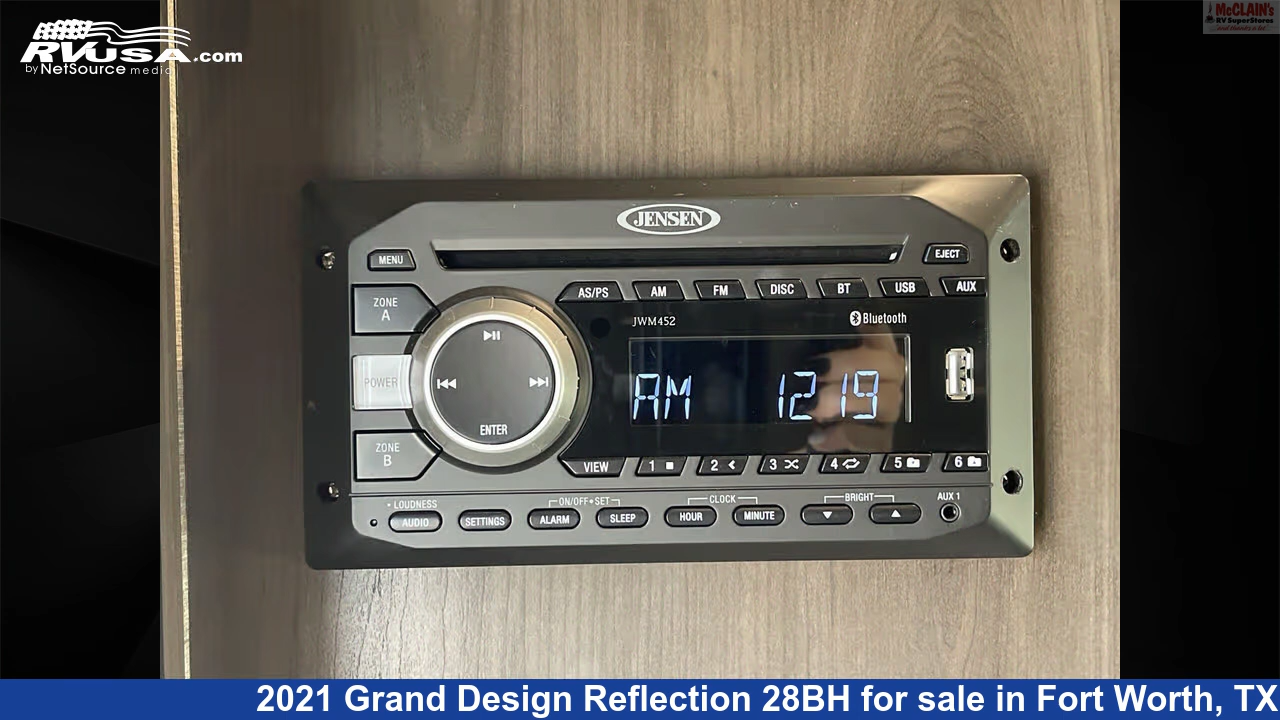 RVUSA.com
by NetSource media
McCLAIN's
RV SuperStores
JENSEN
MENU
EJECT
AS/PS AM FM DISC BT USB AUX
ZONE A
JWM452
Bluetooth
POWER
AM 1219
ENTER
ZONE B
VIEW 1 2 3 4 5 6
LOUDNESS ON/OFF•SET CLOCK BRIGHT AUX 1
AUDIO SETTINGS ALARM SLEEP HOUR MINUTE
2021 Grand Design Reflection 28BH for sale in Fort Worth, TX